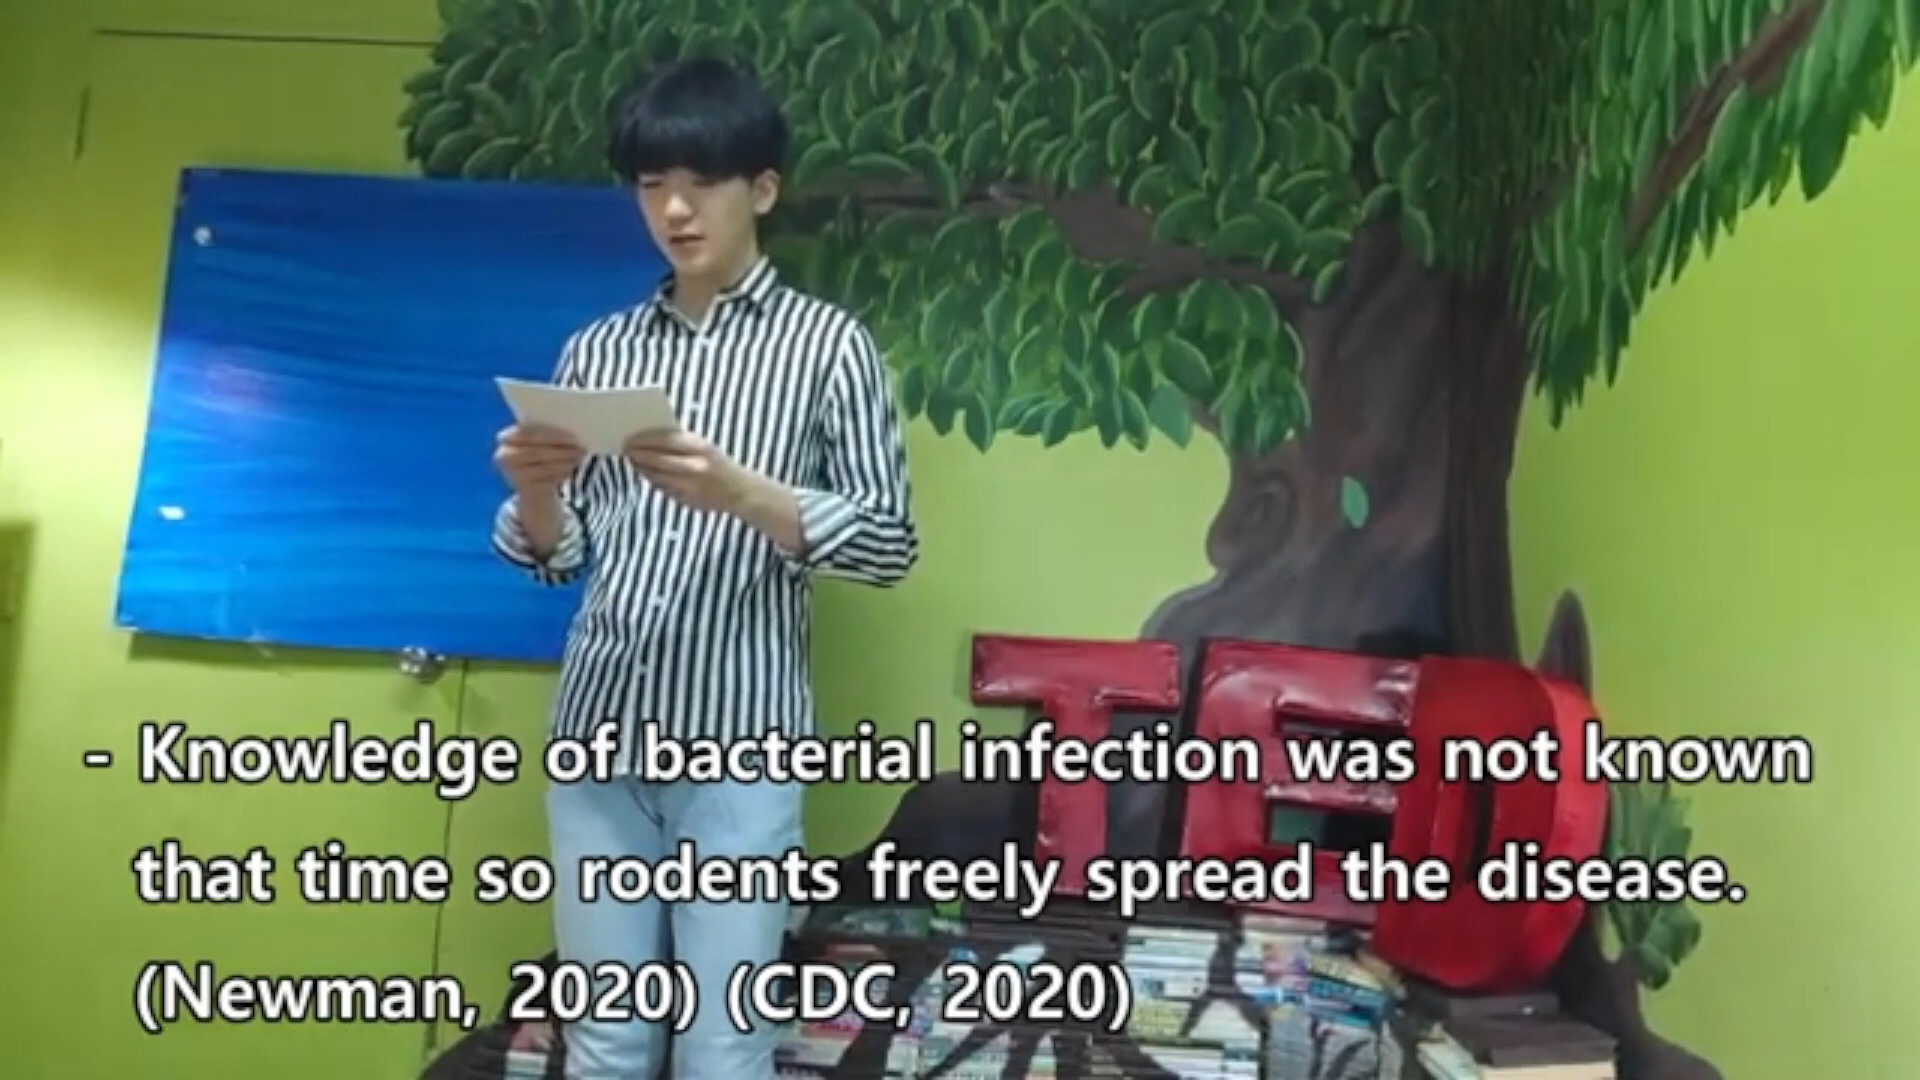 TED
- Knowledge of bacterial infection was not known
that time so rodents freely spread the disease.
(Newman, 2020) (CDC, 2020)